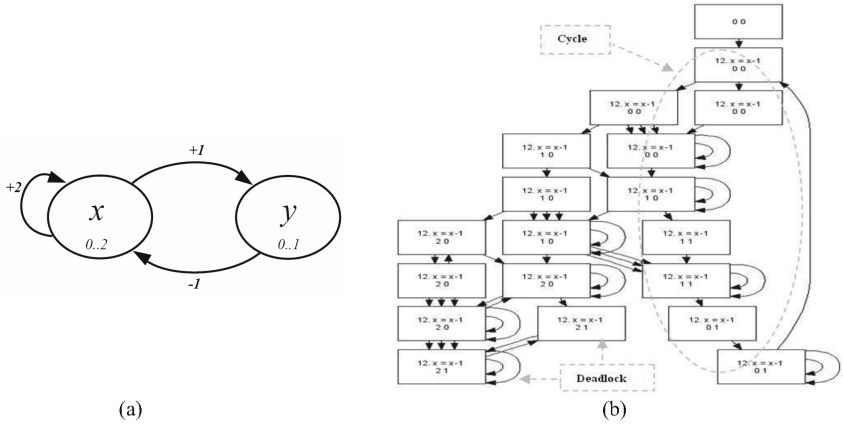 +2
+1
x
0..2
y
0..1
-1
(a)
0 0
Cycle
12. x = x-1
0 0
12. x = x-1
0 0
12. x = x-1
0 0
12. x = x-1
1 0
12. x = x-1
0 0
12. x = x-1
1 0
12. x = x-1
1 0
12. x = x-1
2 0
12. x = x-1
1 0
12. x = x-1
1 1
12. x = x-1
2 0
12. x = x-1
2 0
12. x = x-1
1 1
12. x = x-1
2 0
12. x = x-1
2 1
12. x = x-1
0 1
12. x = x-1
2 1
Deadlock
12. x = x-1
0 1
(b)